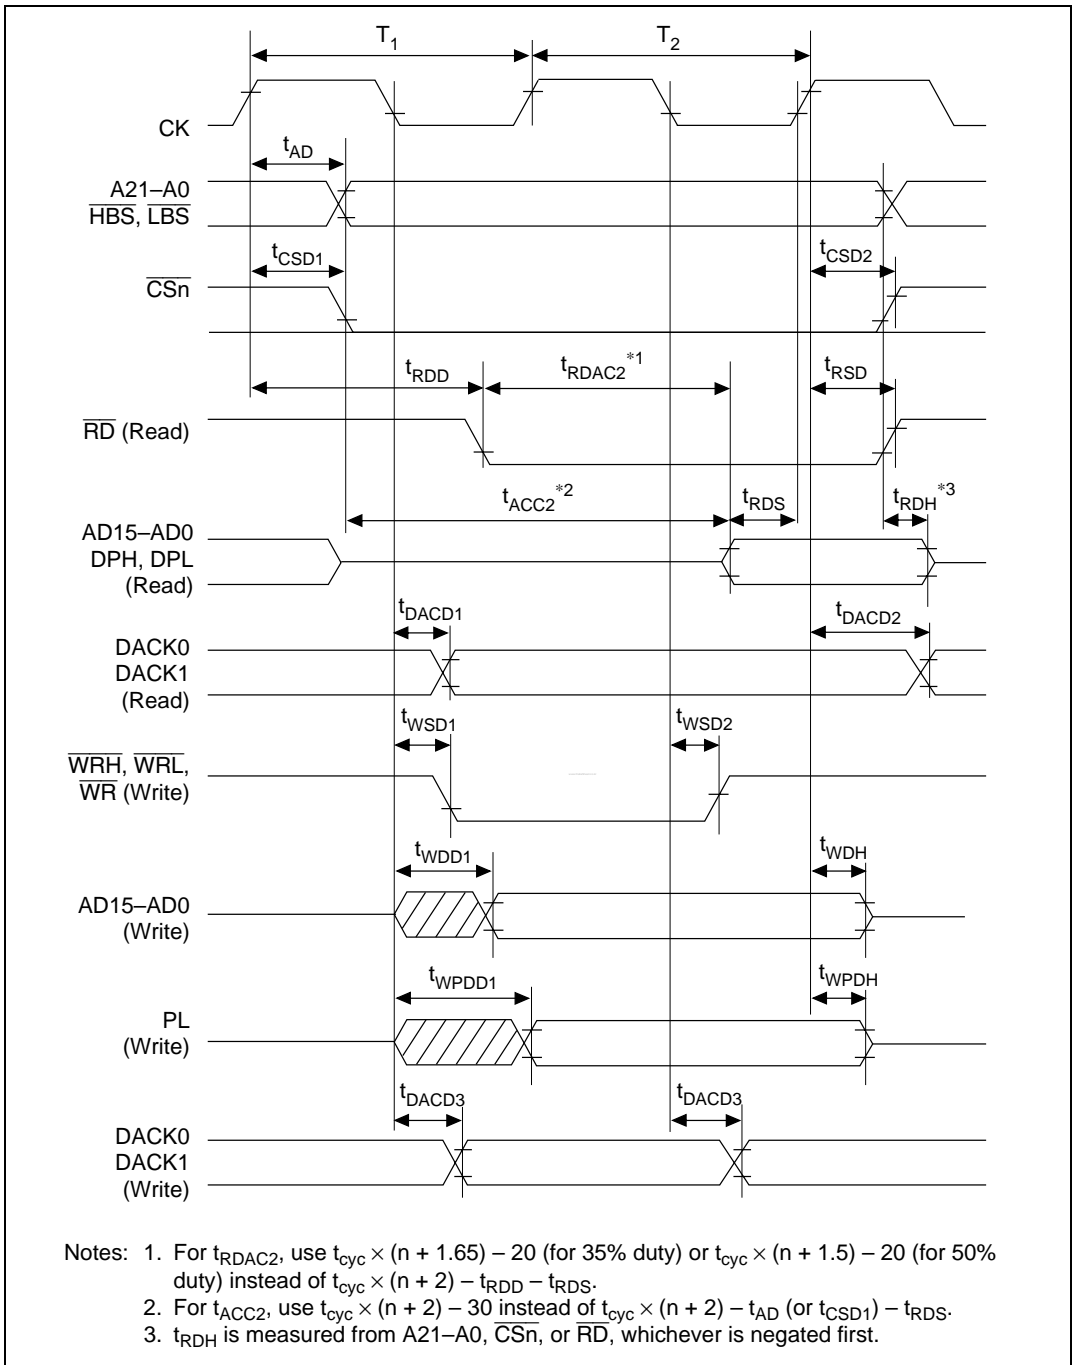 T1 T2
CK
tAD
A21–A0
HBS, LBS
tCSD1 tCSD2
CSn
tRDD tRDAC2*1 tRSD
RD (Read)
tACC2*2 tRDS tRDH*3
AD15–AD0
DPH, DPL
(Read)
tDACD1 tDACD2
DACK0
DACK1
(Read)
tWSD1 tWSD2
WRH, WRL,
WR (Write)
tWDD1 tWDH
AD15–AD0
(Write)
tWPDD1 tWPDH
PL
(Write)
tDACD3 tDACD3
DACK0
DACK1
(Write)
Notes: 1. For tRDAC2, use tcyc × (n + 1.65) – 20 (for 35% duty) or tcyc × (n + 1.5) – 20 (for 50%
duty) instead of tcyc × (n + 2) – tRDD – tRDS.
2. For tACC2, use tcyc × (n + 2) – 30 instead of tcyc × (n + 2) – tAD (or tCSD1) – tRDS.
3. tRDH is measured from A21–A0, CSn, or RD, whichever is negated first.